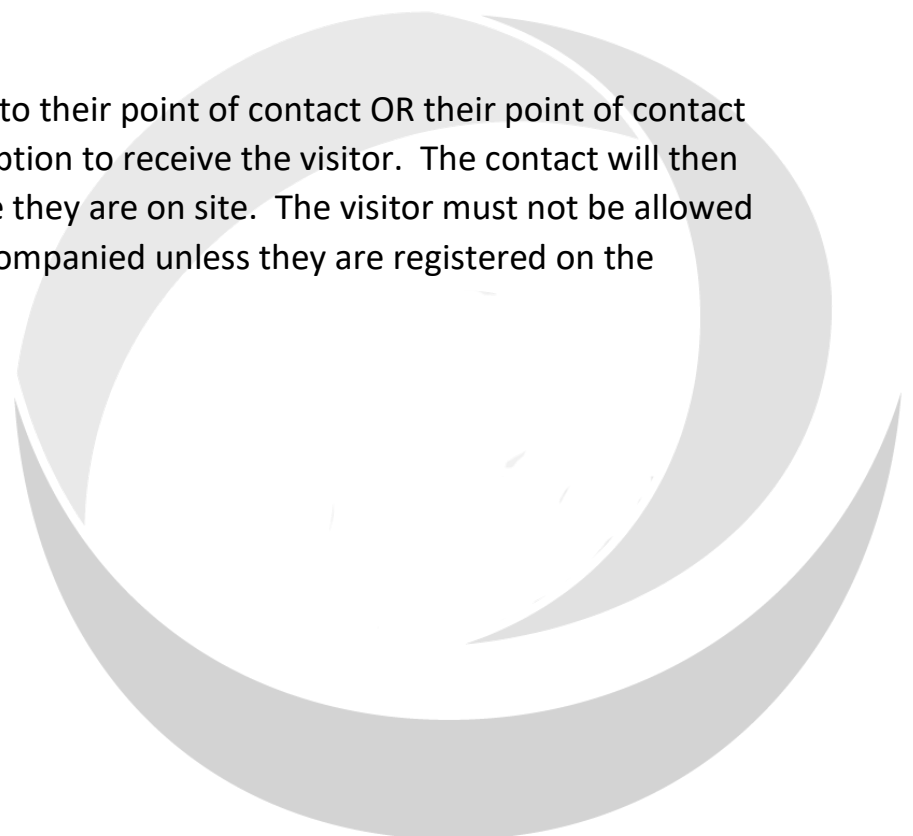 to their point of contact OR their point of contact
ption to receive the visitor.  The contact will then
e they are on site.  The visitor must not be allowed
ompanied unless they are registered on the